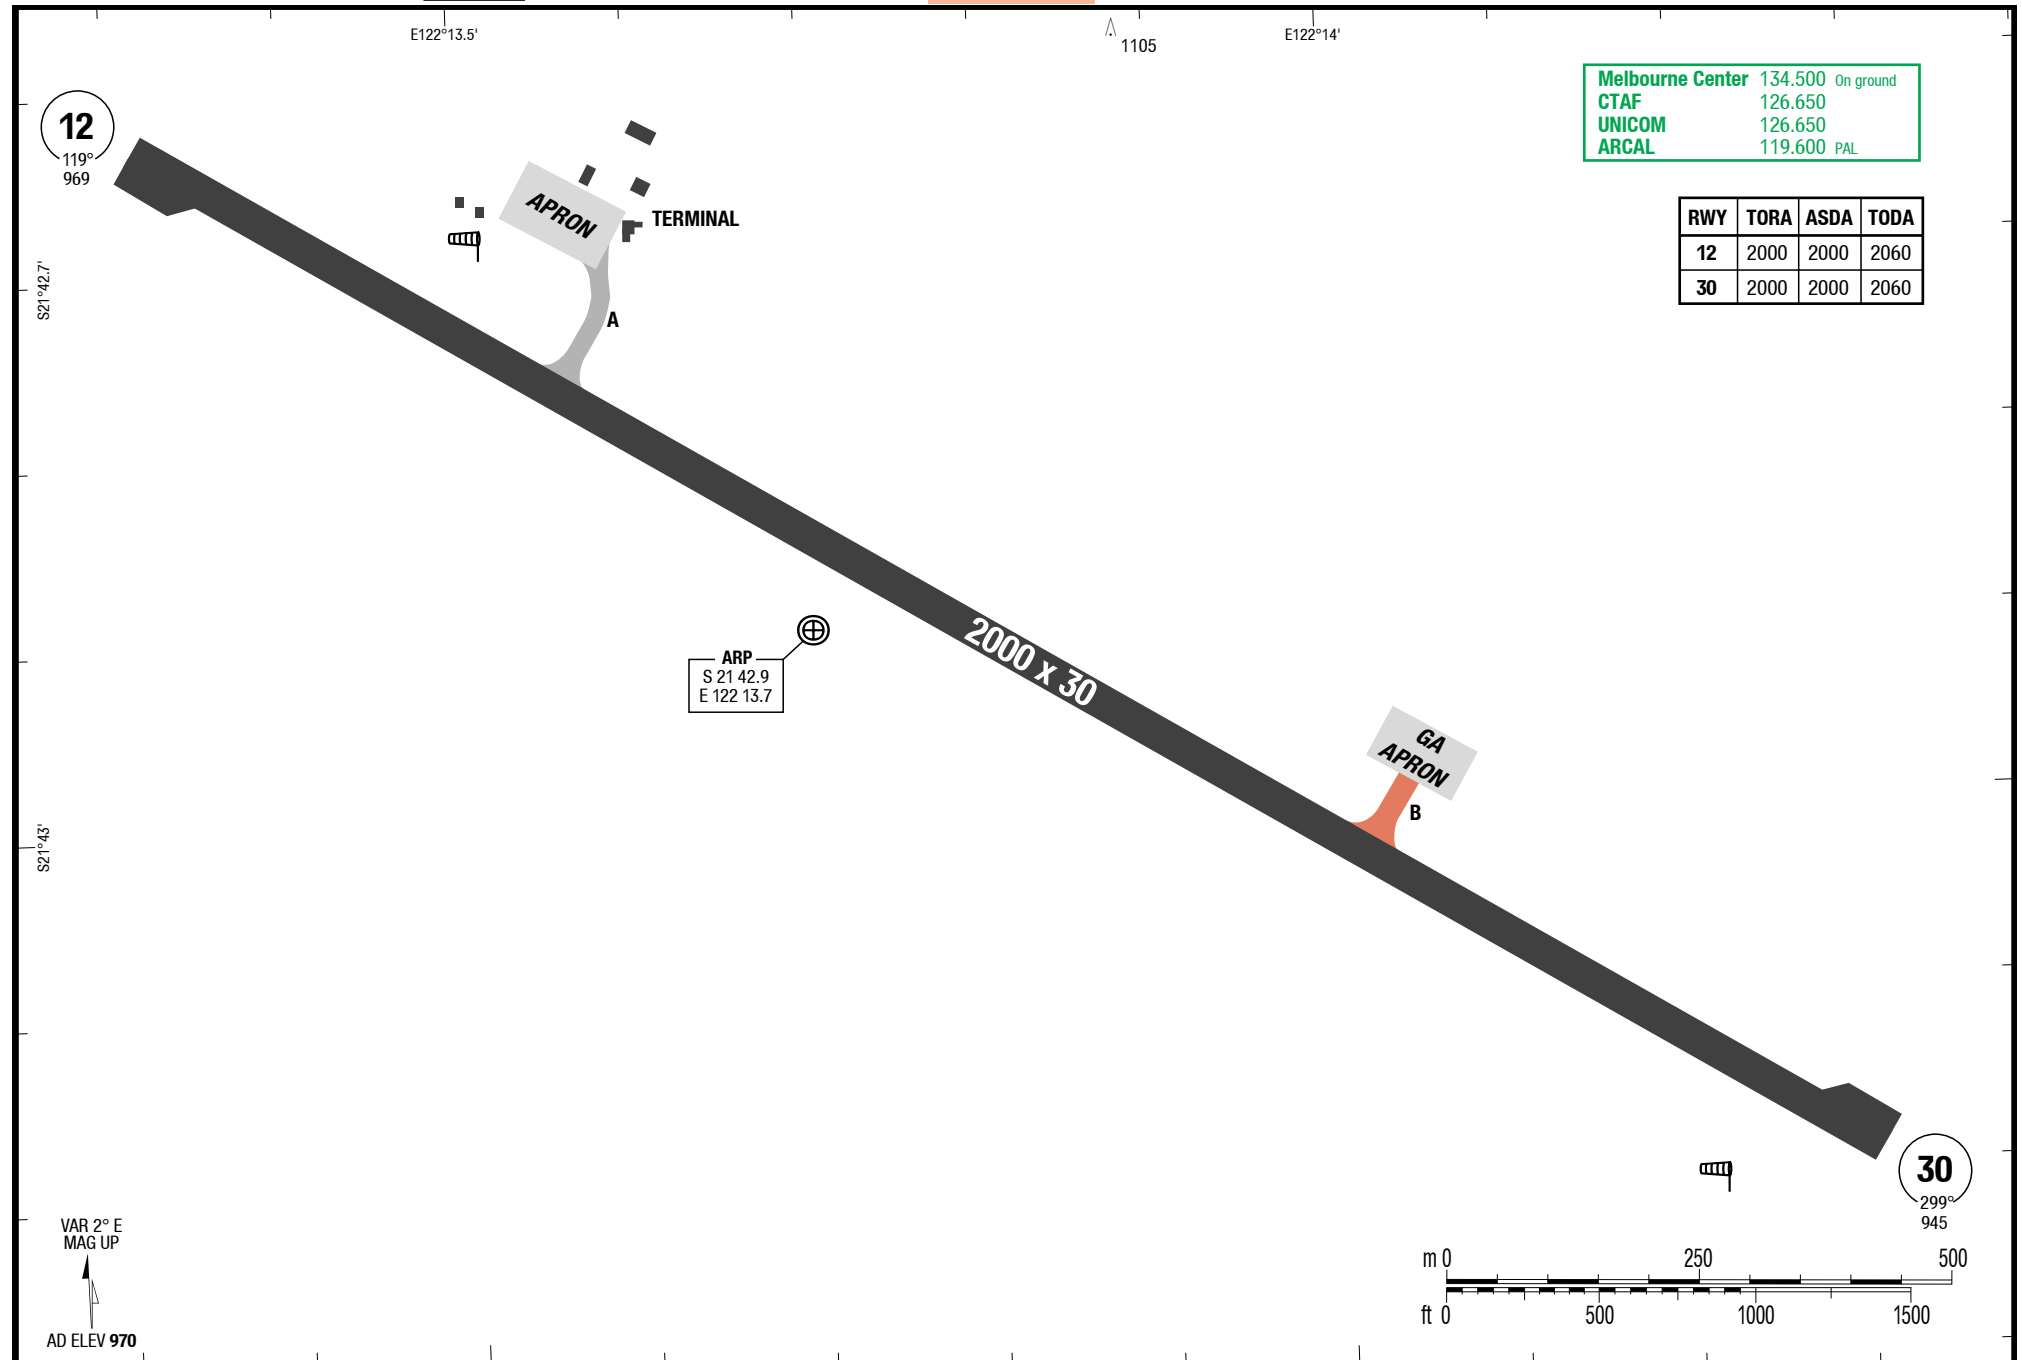 E122°13.5'
1105
E122°14'
Melbourne Center 134.500 On ground
CTAF 126.650
UNICOM 126.650
ARCAL 119.600 PAL
12
119°
969
RWY TORA ASDA TODA
12 2000 2000 2060
30 2000 2000 2060
APRON
TERMINAL
S21°42.7'
A
ARP
S 21 42.9
E 122 13.7
2000 x 30
GA
APRON
B
S21°43'
30
299°
945
VAR 2° E
MAG UP
AD ELEV 970
m 0 250 500
ft 0 500 1000 1500